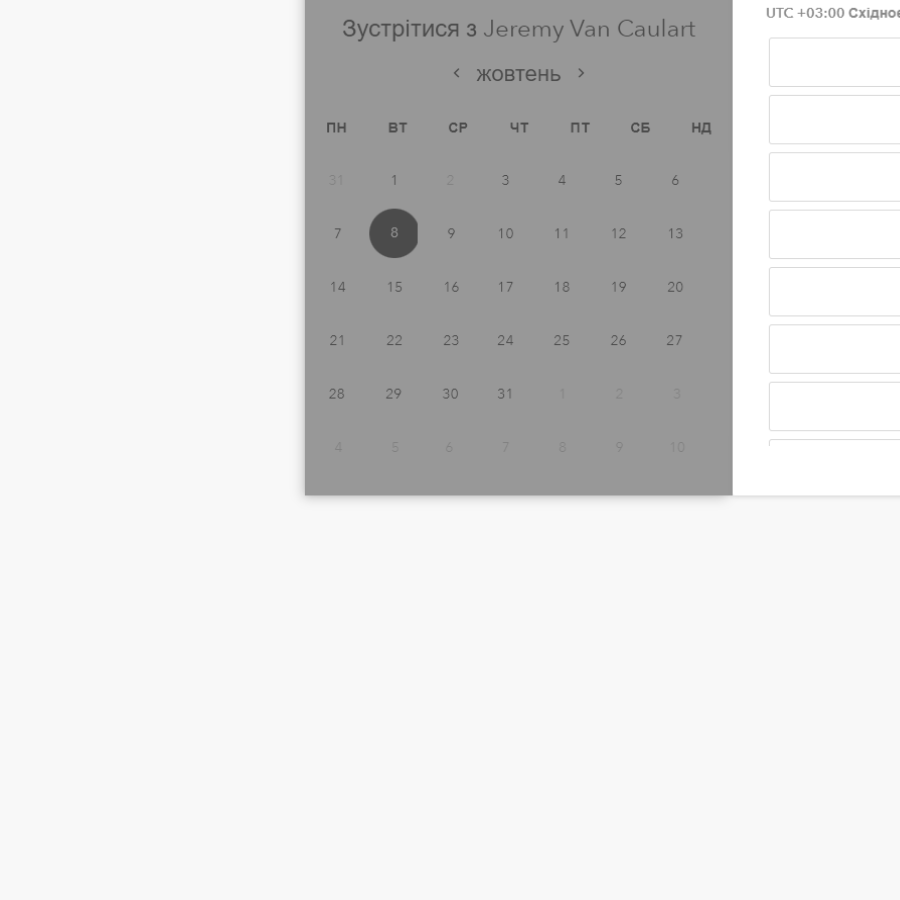 Зустрітися з Jeremy Van Caulart
жовтень
ПН ВТ СР ЧТ ПТ СБ НД
31 1 2 3 4 5 6
7 8 9 10 11 12 13
14 15 16 17 18 19 20
21 22 23 24 25 26 27
28 29 30 31 1 2 3
4 5 6 7 8 9 10
UTC +03:00 Східноє